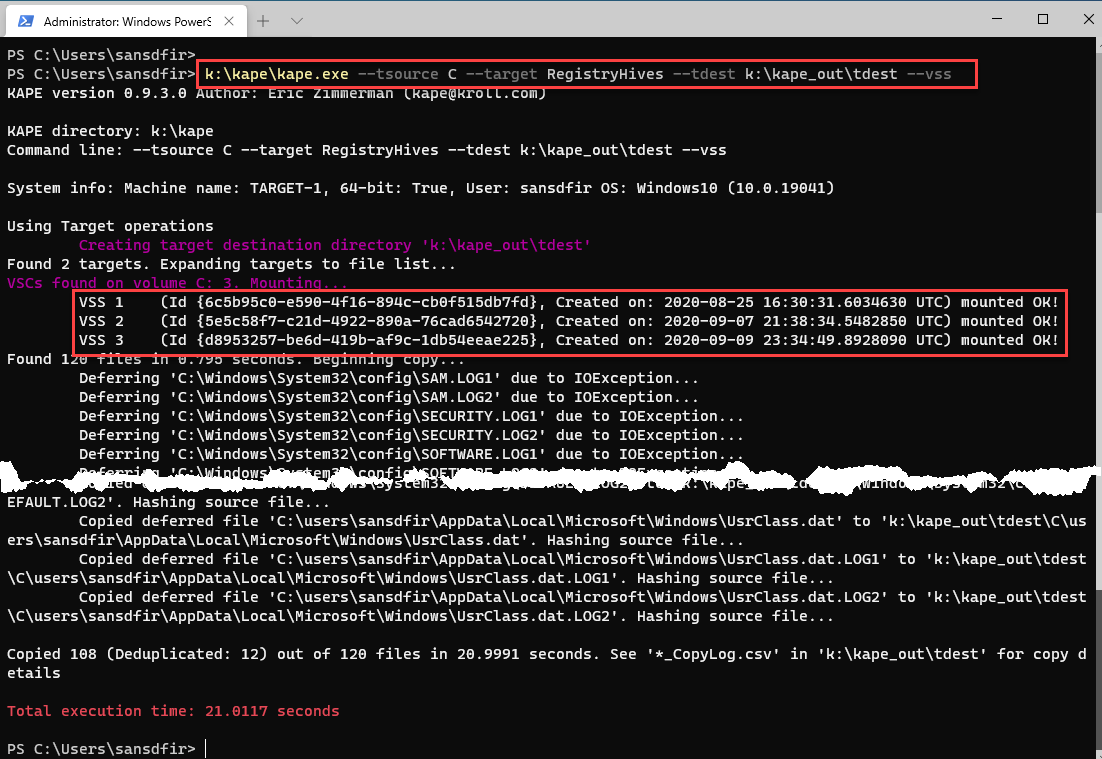 Administrator: Windows PowerS
PS C:\Users\sansdfir>
PS C:\Users\sansdfir> k:\kape\kape.exe --tsource C --target RegistryHives --tdest k:\kape_out\tdest --vss
KAPE version 0.9.3.0 Author: Eric Zimmerman (kape@kroll.com)
KAPE directory: k:\kape
Command line: --tsource C --target RegistryHives --tdest k:\kape_out\tdest --vss
System info: Machine name: TARGET-1, 64-bit: True, User: sansdfir OS: Windows10 (10.0.19041)
Using Target operations
Creating target destination directory 'k:\kape_out\tdest'
Found 2 targets. Expanding targets to file list...
VSCs found on volume C: 3. Mounting...
VSS 1 (Id {6c5b95c0-e590-4f16-894c-cb0f515db7fd}, Created on: 2020-08-25 16:30:31.6034630 UTC) mounted OK!
VSS 2 (Id {5e5c58f7-c21d-4922-890a-76cad6542720}, Created on: 2020-09-07 21:38:34.5482850 UTC) mounted OK!
VSS 3 (Id {d8953257-be6d-419b-af9c-1db54eeae225}, Created on: 2020-09-09 23:34:49.8928090 UTC) mounted OK!
Found 120 files in 0.795 seconds. Beginning copy...
Deferring 'C:\Windows\System32\config\SAM.LOG1' due to IOException...
Deferring 'C:\Windows\System32\config\SAM.LOG2' due to IOException...
Deferring 'C:\Windows\System32\config\SECURITY.LOG1' due to IOException...
Deferring 'C:\Windows\System32\config\SECURITY.LOG2' due to IOException...
Deferring 'C:\Windows\System32\config\SOFTWARE.LOG1' due to IOException...
Deferring
EFAULT.LOG2'. Hashing source file...
Copied deferred file 'C:\users\sansdfir\AppData\Local\Microsoft\Windows\UsrClass.dat' to 'k:\kape_out\tdest\C\us
ers\sansdfir\AppData\Local\Microsoft\Windows\UsrClass.dat'. Hashing source file...
Copied deferred file 'C:\users\sansdfir\AppData\Local\Microsoft\Windows\UsrClass.dat.LOG1' to 'k:\kape_out\tdest
\C\users\sansdfir\AppData\Local\Microsoft\Windows\UsrClass.dat.LOG1'. Hashing source file...
Copied deferred file 'C:\users\sansdfir\AppData\Local\Microsoft\Windows\UsrClass.dat.LOG2' to 'k:\kape_out\tdest
\C\users\sansdfir\AppData\Local\Microsoft\Windows\UsrClass.dat.LOG2'. Hashing source file...
Copied 108 (Deduplicated: 12) out of 120 files in 20.9991 seconds. See '*_CopyLog.csv' in 'k:\kape_out\tdest' for copy d
etails
Total execution time: 21.0117 seconds
PS C:\Users\sansdfir>